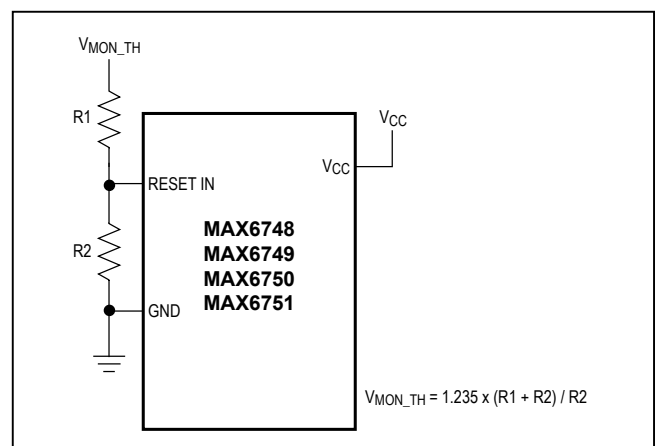 VMON_TH
R1
VCC
VCC
RESET IN
MAX6748
MAX6749
MAX6750
MAX6751
R2
GND
VMON_TH = 1.235 x (R1 + R2) / R2